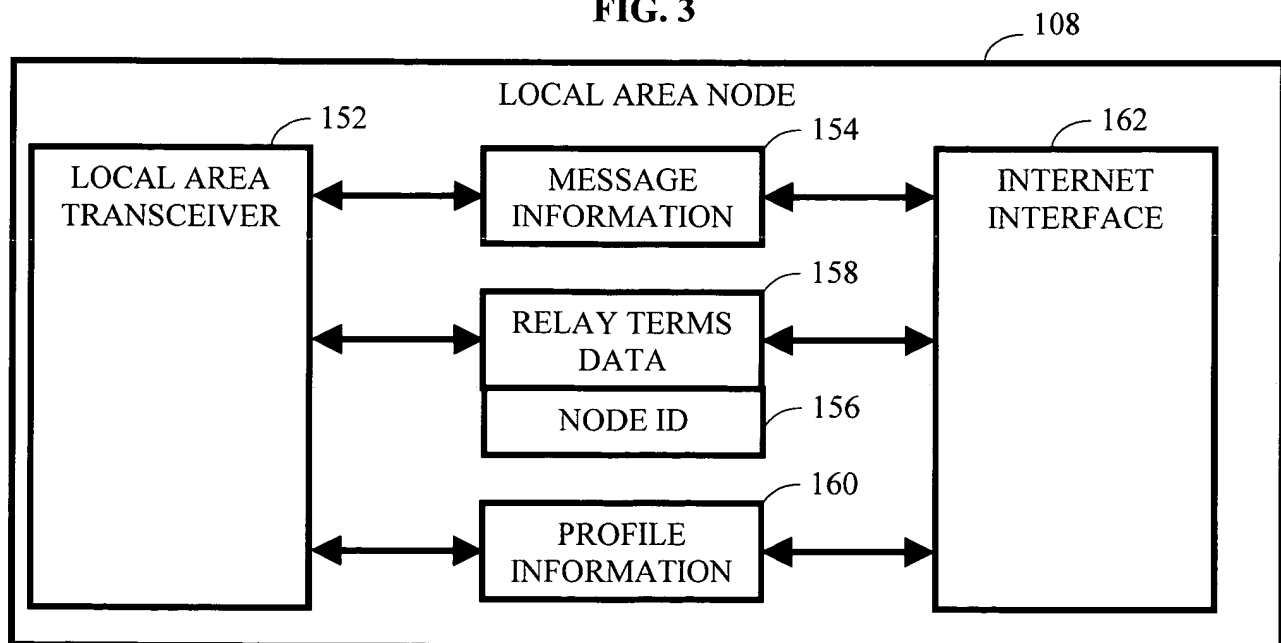 FIG. 3
108
LOCAL AREA NODE
152
154
162
LOCAL AREA
TRANSCEIVER
MESSAGE
INFORMATION
INTERNET
INTERFACE
158
RELAY TERMS
DATA
NODE ID
156
160
PROFILE
INFORMATION